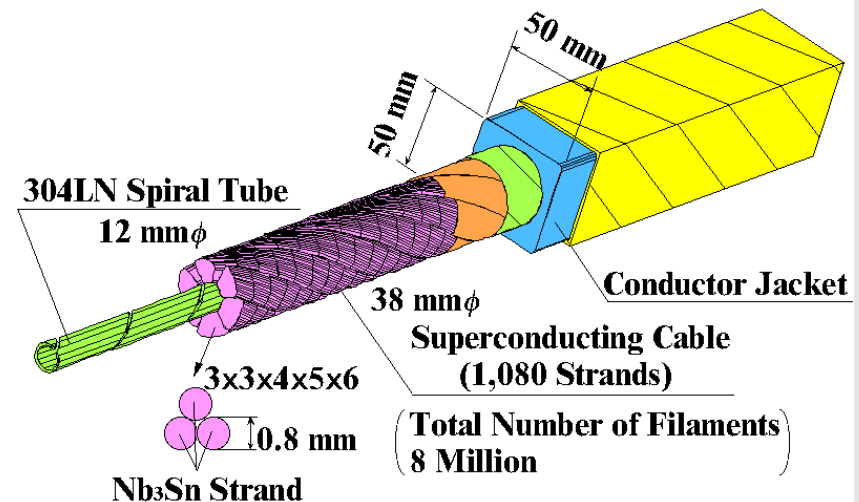 50 mm
50 mm
304LN Spiral Tube
12 mmφ
Conductor Jacket
38 mmφ
Superconducting Cable
(1,080 Strands)
3x3x4x5x6
0.8 mm
(Total Number of Filaments
8 Million)
Nb₃Sn Strand